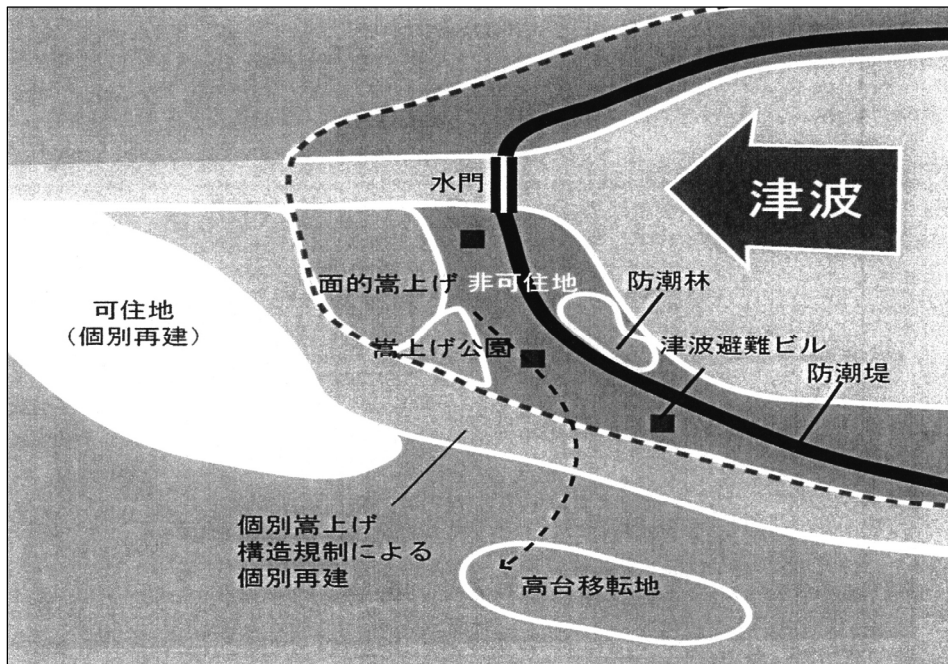 津波
水門
面的嵩上げ
非可住地
防潮林
可住地
(個別再建)
嵩上げ公園
津波避難ビル
防潮堤
個別嵩上げ
構造規制による
個別再建
高台移転地